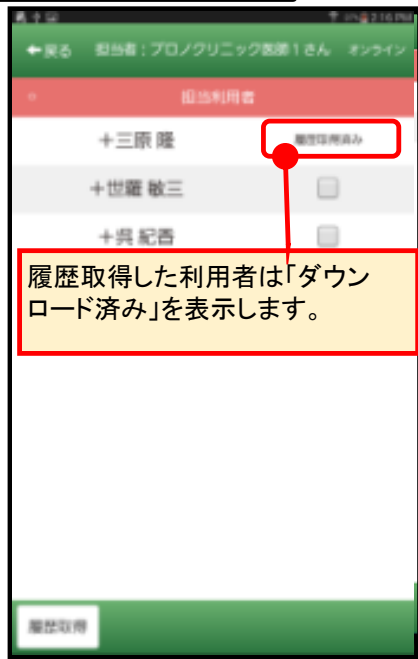 2:16 PM
戻る 担当者：プロノクリニック医師1さん オンライン
担当利用者
＋三原 隆 履歴取得済み
＋世羅 敏三
＋呉 紀香
履歴取得した利用者は「ダウン
ロード済み」を表示します。
履歴取得